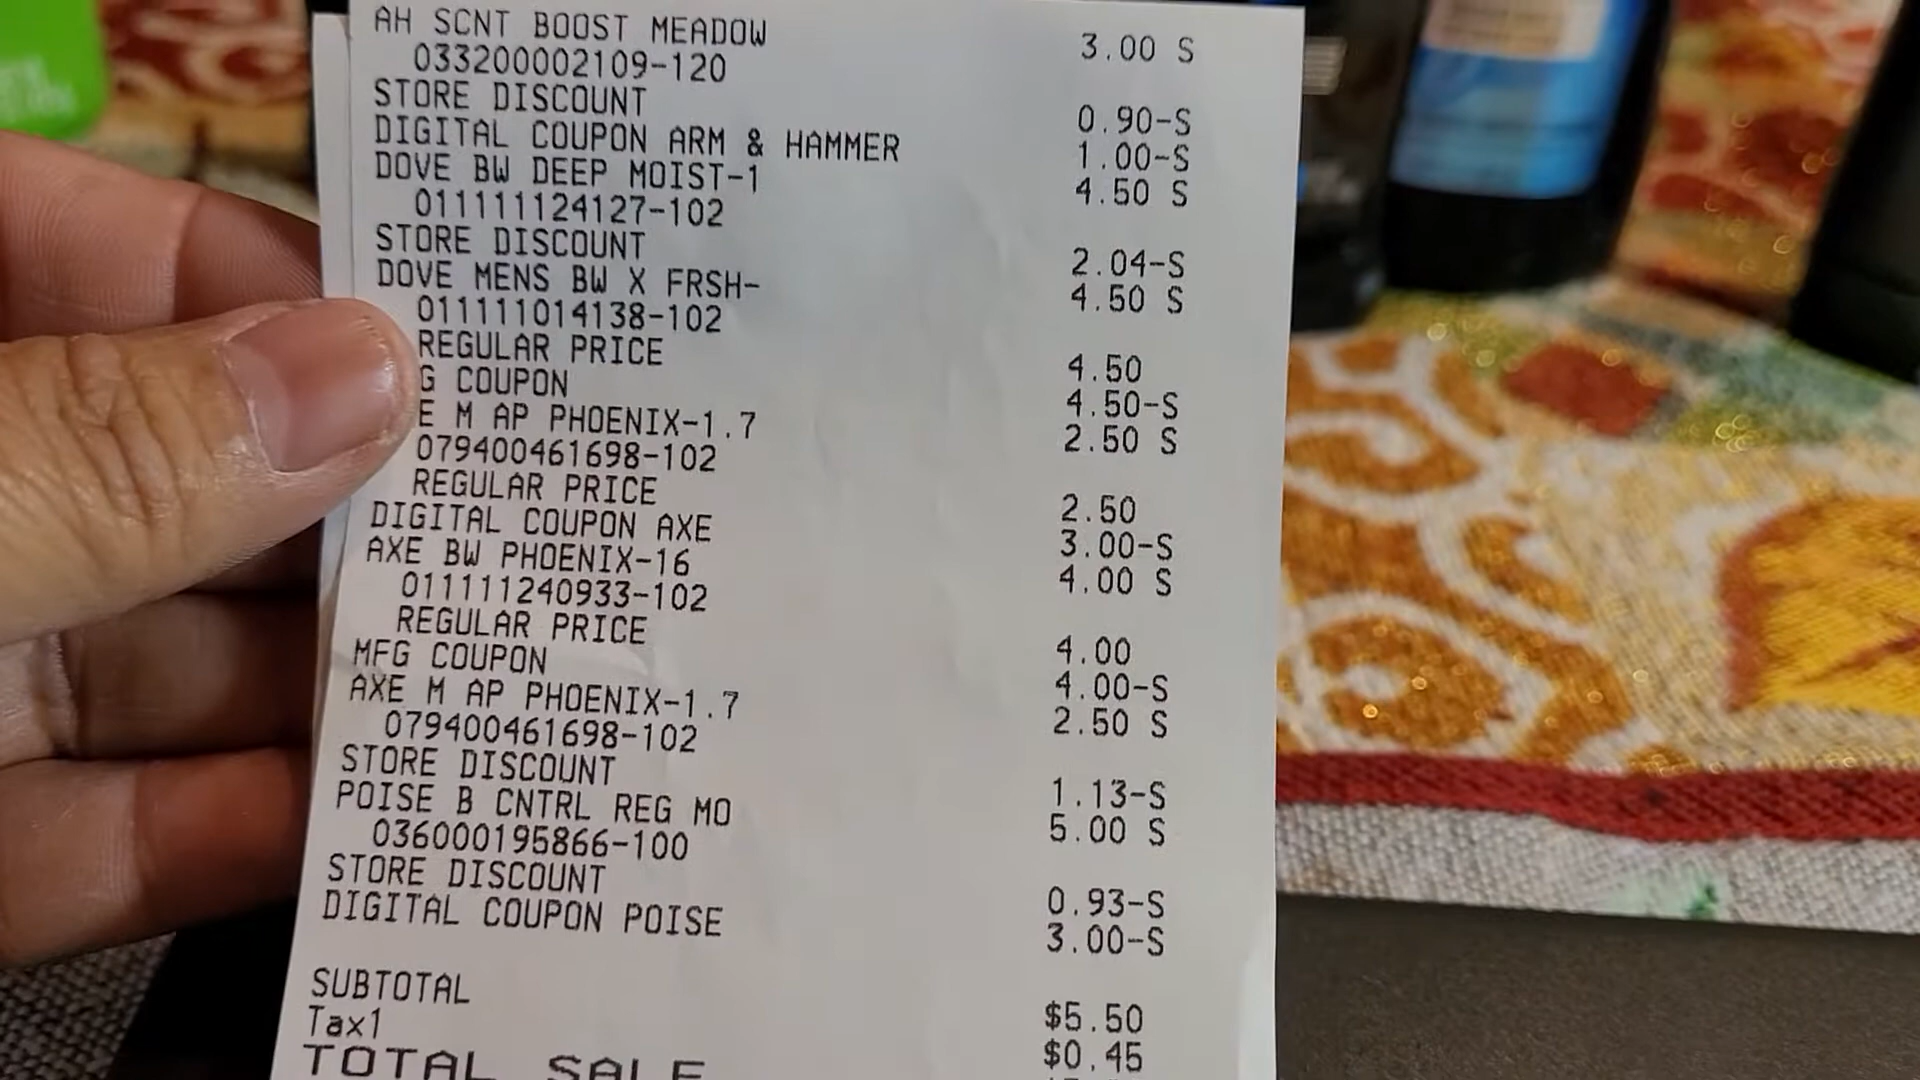 AH SCNT BOOST MEADOW 3.00 S
033200002109-120
STORE DISCOUNT 0.90-S
DIGITAL COUPON ARM & HAMMER 1.00-S
DOVE BW DEEP MOIST-1 4.50 S
011111124127-102
STORE DISCOUNT 2.04-S
DOVE MENS BW X FRSH- 4.50 S
011111014138-102
REGULAR PRICE 4.50
G COUPON 4.50-S
E M AP PHOENIX-1.7 2.50 S
079400461698-102
REGULAR PRICE 2.50
DIGITAL COUPON AXE 3.00-S
AXE BW PHOENIX-16 4.00 S
011111240933-102
REGULAR PRICE 4.00
MFG COUPON 4.00-S
AXE M AP PHOENIX-1.7 2.50 S
079400461698-102
STORE DISCOUNT 1.13-S
POISE B CNTRL REG MO 5.00 S
036000195866-100
STORE DISCOUNT 0.93-S
DIGITAL COUPON POISE 3.00-S
SUBTOTAL $5.50
Tax1 $0.45
TOTAL SALE